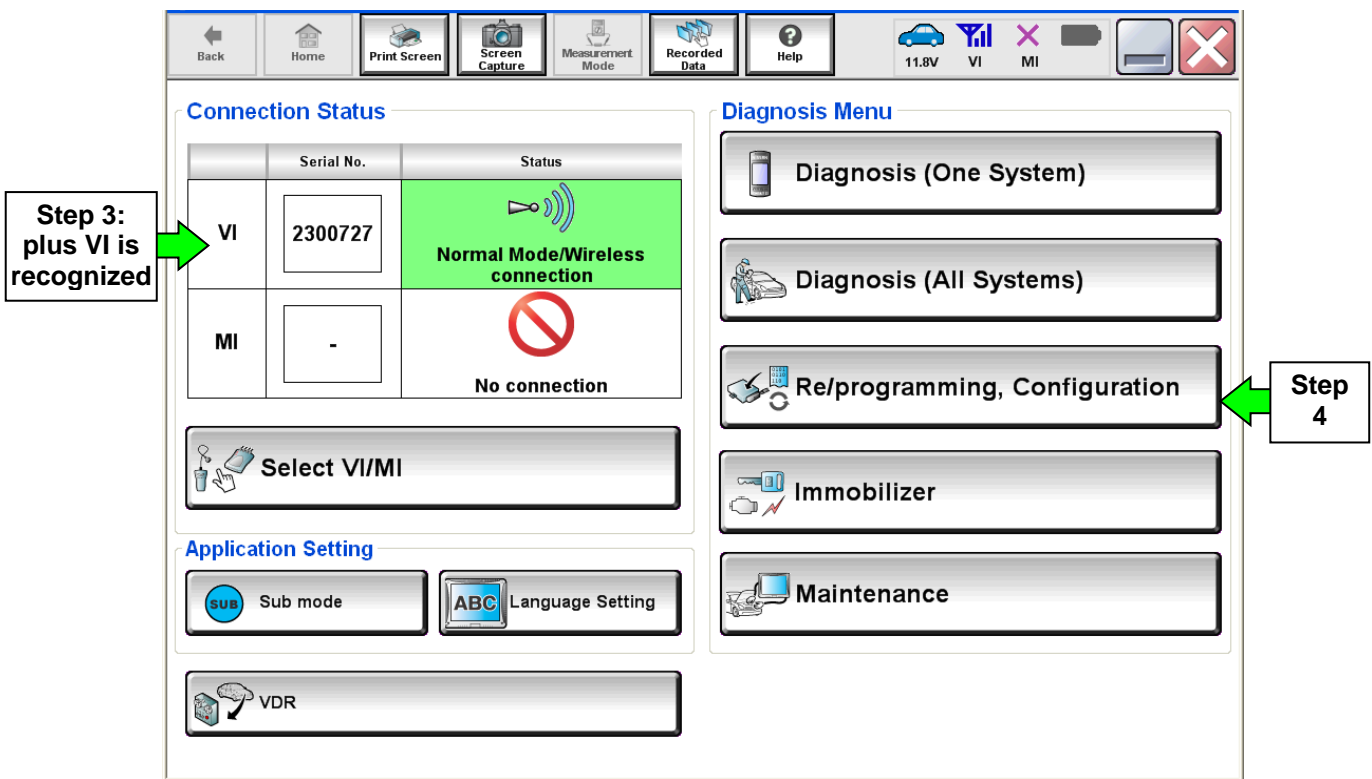 Back
Home
Print Screen
Screen
Capture
Measurement
Mode
Recorded
Data
?
Help
11.8V
VI
MI
Connection Status
Serial No.
Status
Step 3:
plus VI is
recognized
VI
2300727
Normal Mode/Wireless
connection
MI
-
No connection
Select VI/MI
Application Setting
SUB
Sub mode
ABC
Language Setting
VDR
Diagnosis Menu
Diagnosis (One System)
Diagnosis (All Systems)
Re/programming, Configuration
Step
4
Immobilizer
Maintenance